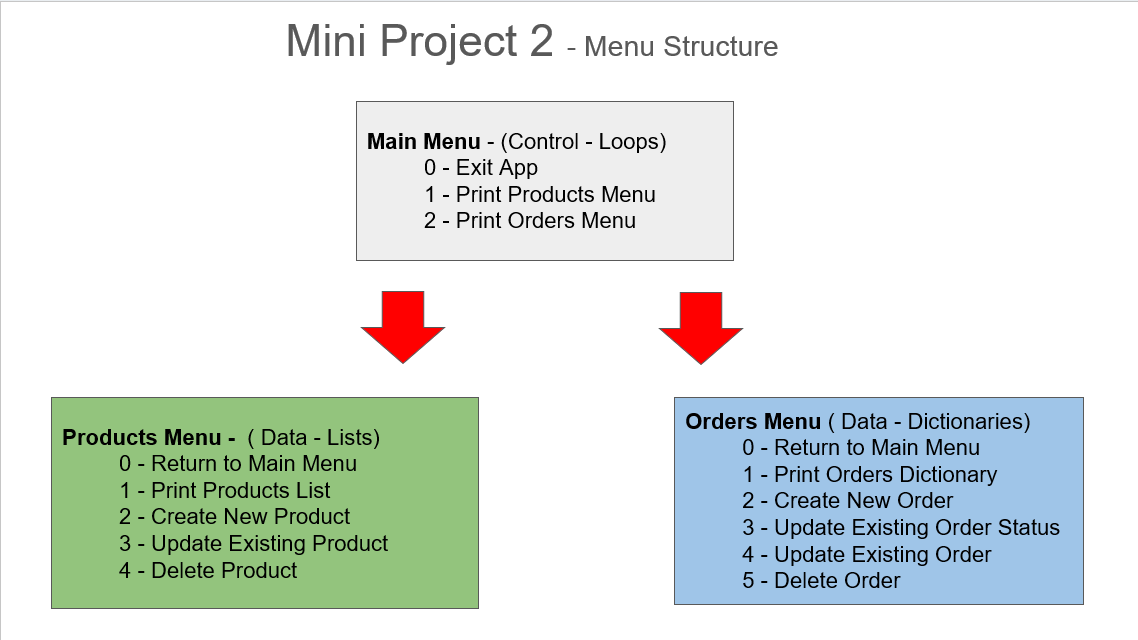 Mini Project 2 - Menu Structure
Main Menu - (Control - Loops)
0 - Exit App
1 - Print Products Menu
2 - Print Orders Menu
Products Menu - ( Data - Lists)
0 - Return to Main Menu
1 - Print Products List
2 - Create New Product
3 - Update Existing Product
4 - Delete Product
Orders Menu ( Data - Dictionaries)
0 - Return to Main Menu
1 - Print Orders Dictionary
2 - Create New Order
3 - Update Existing Order Status
4 - Update Existing Order
5 - Delete Order